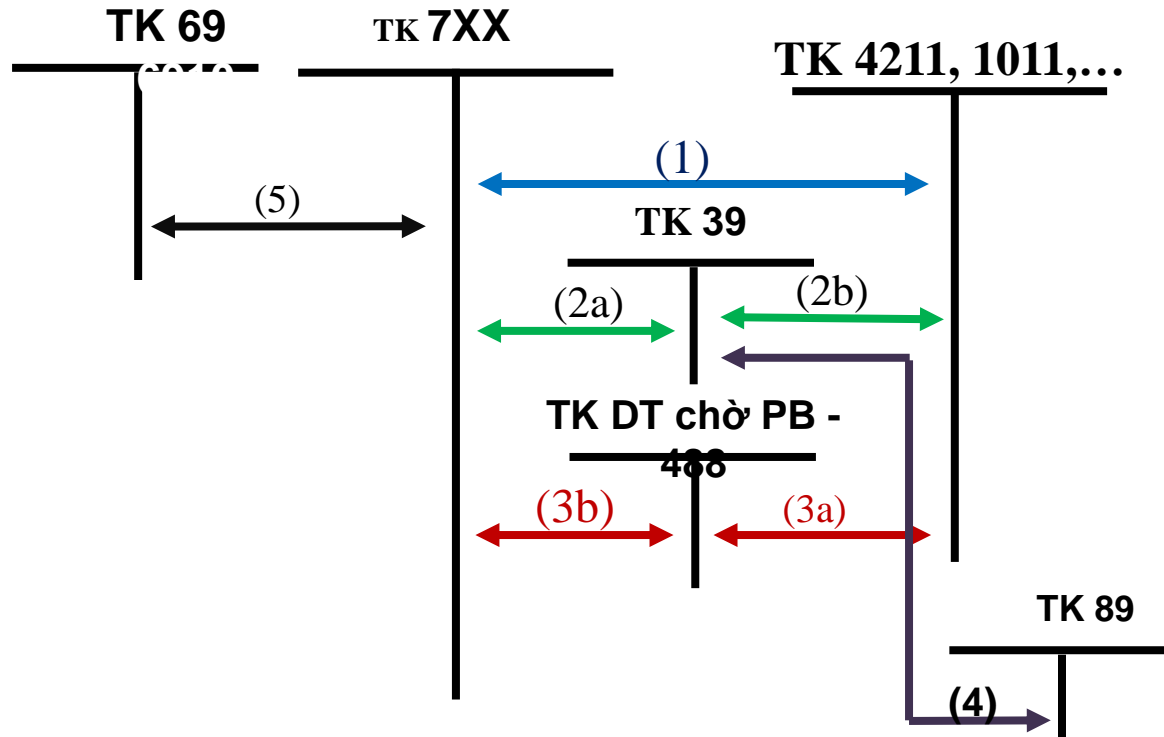 TK 69
TK 7XX
TK 4211, 1011,…
(1)
(5)
TK 39
(2a)
(2b)
TK DT chờ PB -
488
(3b)
(3a)
TK 89
(4)